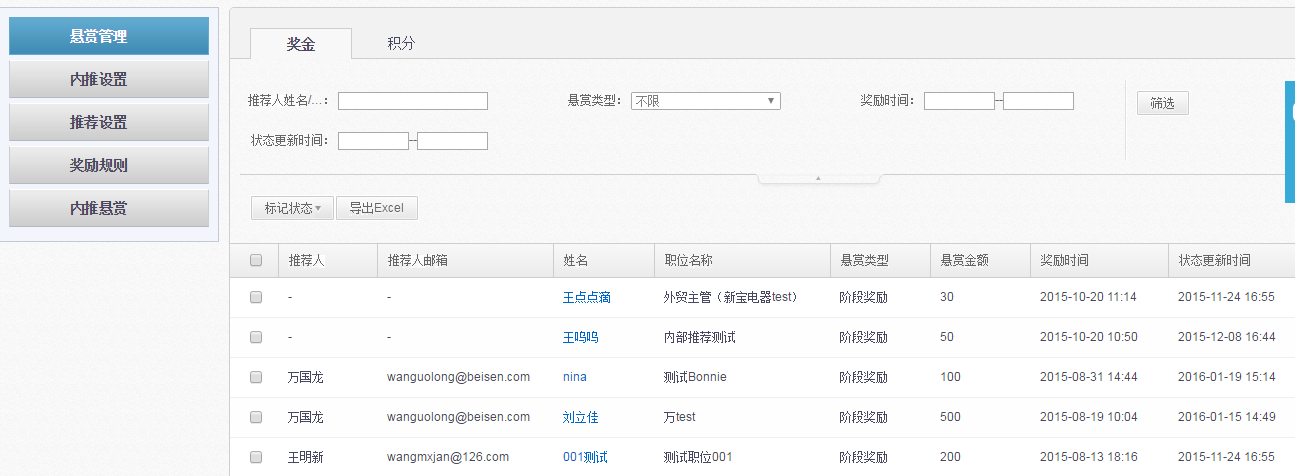 悬赏管理
内推设置
推荐设置
奖励规则
内推悬赏
奖金 积分
推荐人姓名/...： 悬赏类型： 不限 奖励时间： -- 筛选
状态更新时间： --
标记状态 导出Excel
推荐人 推荐人邮箱 姓名 职位名称 悬赏类型 悬赏金额 奖励时间 状态更新时间
- - 王点点滴 外贸主管（新宝电器test） 阶段奖励 30 2015-10-20 11:14 2015-11-24 16:55
- - 王呜呜 内部推荐测试 阶段奖励 50 2015-10-20 10:50 2015-12-08 16:44
万国龙 wanguolong@beisen.com nina 测试Bonnie 阶段奖励 100 2015-08-31 14:44 2016-01-19 15:14
万国龙 wanguolong@beisen.com 刘立佳 万test 阶段奖励 500 2015-08-19 10:04 2016-01-15 14:49
王明新 wangmxjan@126.com 001测试 测试职位001 阶段奖励 200 2015-08-13 18:16 2015-11-24 16:55